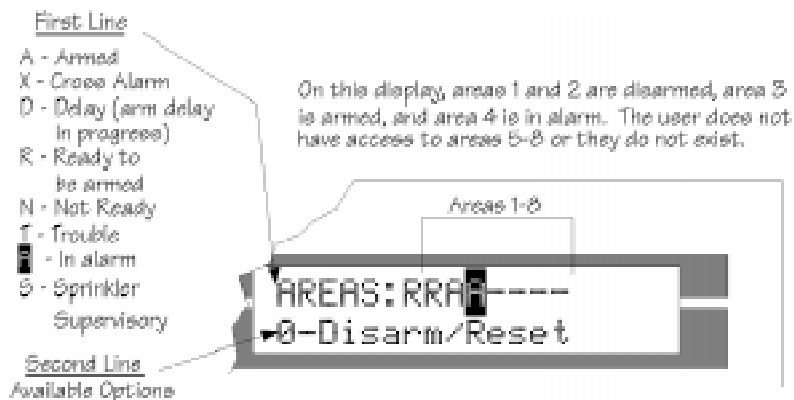 First Line
A - Armed
X - Cross Alarm
D - Delay (arm delay
in progress)
R - Ready to
be armed
N - Not Ready
T - Trouble
A - In alarm
S - Sprinkler
Supervisory
Second Line
Available Options
On this display, areas 1 and 2 are disarmed, area 3
is armed, and area 4 is in alarm. The user does not
have access to areas 5-8 or they do not exist.
Areas 1-8
AREAS:RRAA----
0-Disarm/Reset